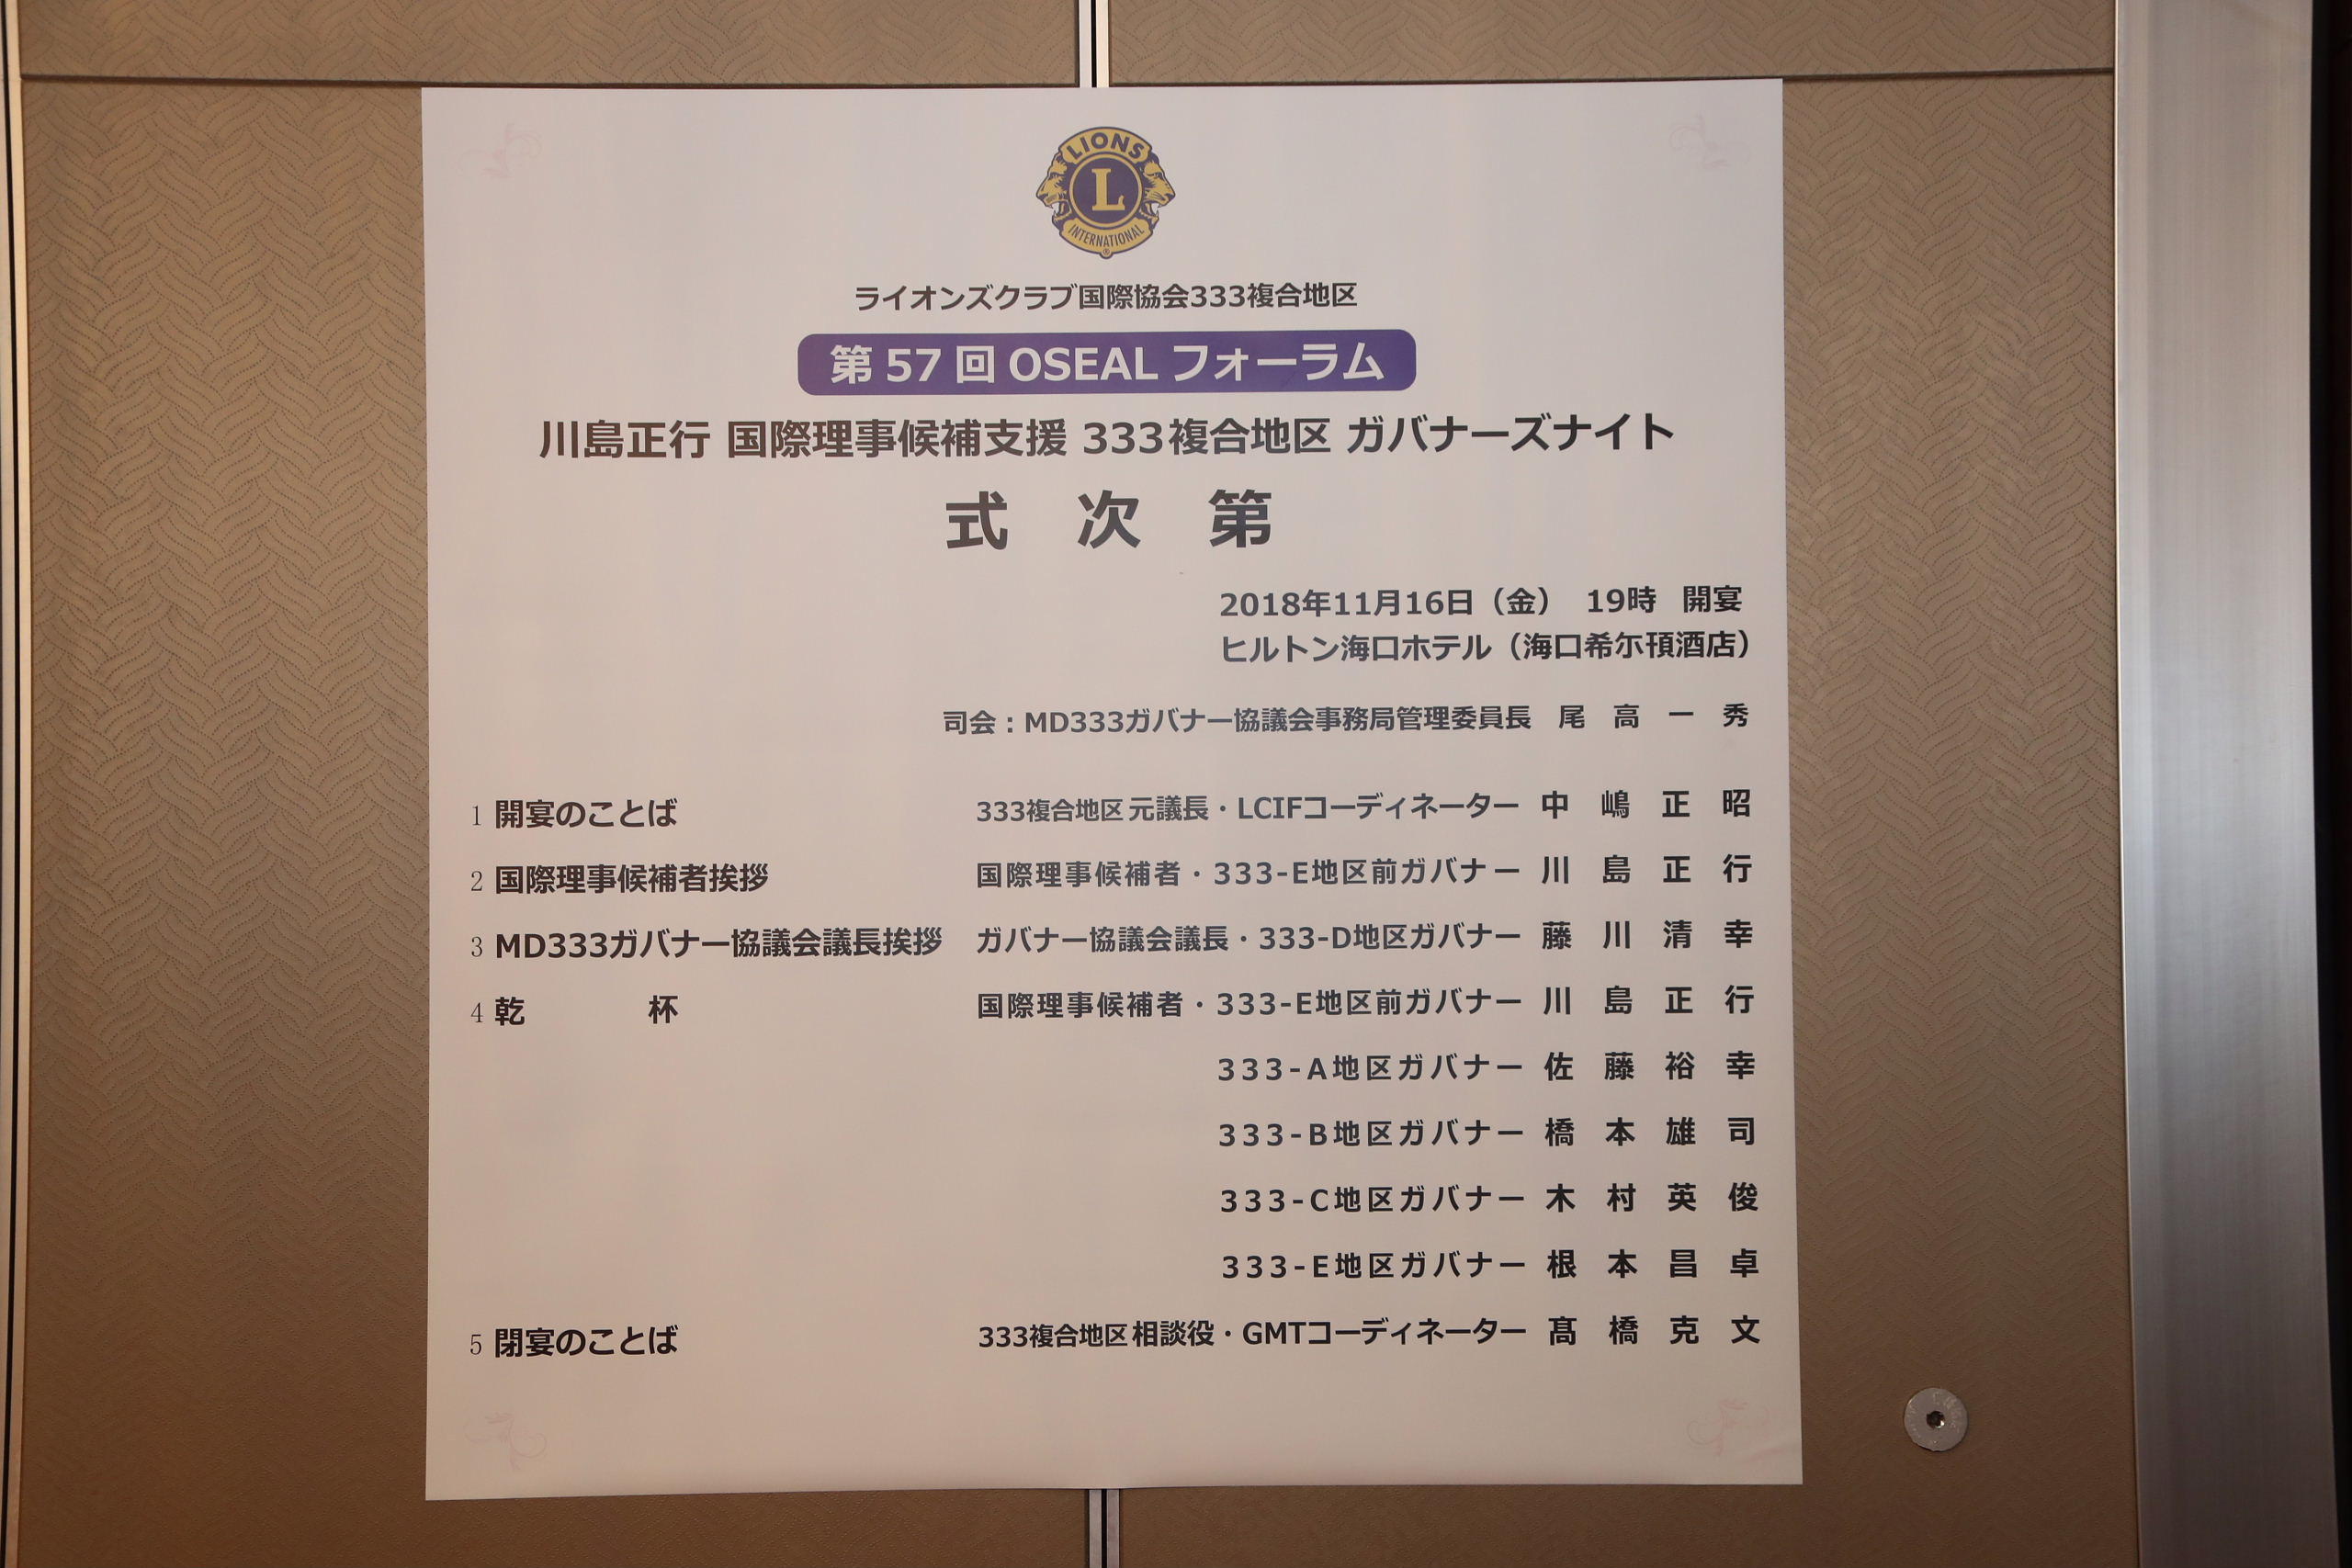 LIONS
L
INTERNATIONAL
ライオンズクラブ国際協会333複合地区
第57回OSEALフォーラム
川島正行 国際理事候補支援 333複合地区 ガバナーズナイト
式 次 第
2018年11月16日（金） 19時 開宴
ヒルトン海口ホテル（海口希尓頇酒店）
司会：MD333ガバナー協議会事務局管理委員長 尾 高 一 秀
1 開宴のことば 333複合地区 元議長・LCIFコーディネーター 中 嶋 正 昭
2 国際理事候補者挨拶 国際理事候補者・333-E地区前ガバナー 川 島 正 行
3 MD333ガバナー協議会議長挨拶 ガバナー協議会議長・333-D地区ガバナー 藤 川 清 幸
4 乾 杯 国際理事候補者・333-E地区前ガバナー 川 島 正 行
333-A地区ガバナー 佐 藤 裕 幸
333-B地区ガバナー 橋 本 雄 司
333-C地区ガバナー 木 村 英 俊
333-E地区ガバナー 根 本 昌 卓
5 閉宴のことば 333複合地区 相談役・GMTコーディネーター 髙 橋 克 文